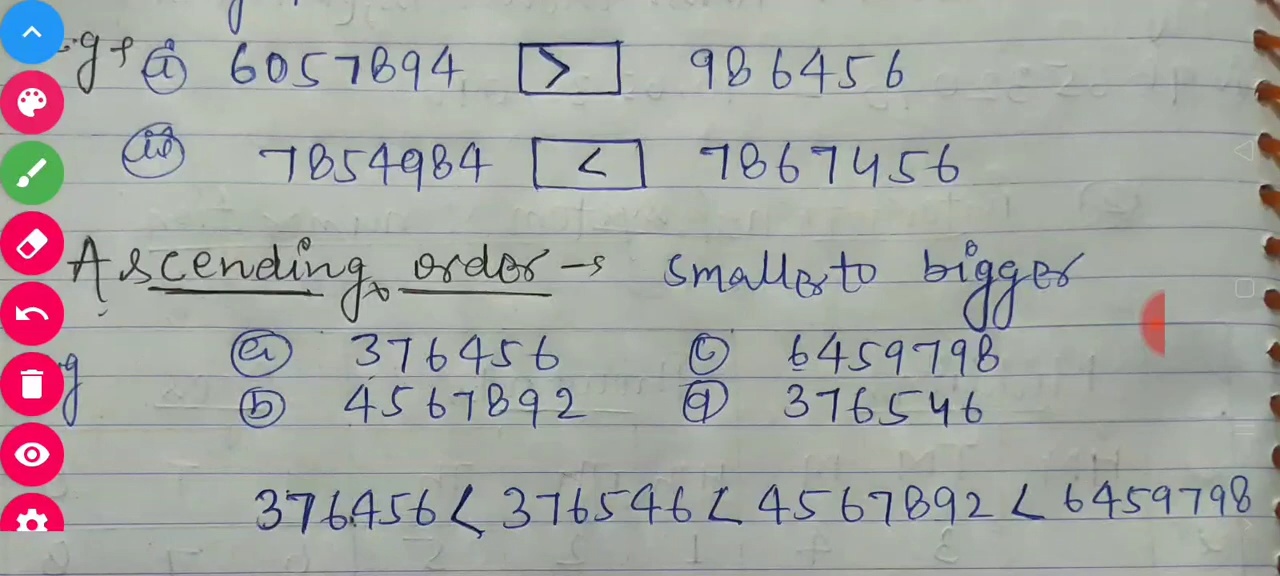 eg→ (i) 6057894 > 986456
(ii) 7854984 < 7867456
Ascending order → smaller to bigger
(a) 376456 (c) 6459798
(b) 4567892 (d) 376546
376456 < 376546 < 4567892 < 6459798